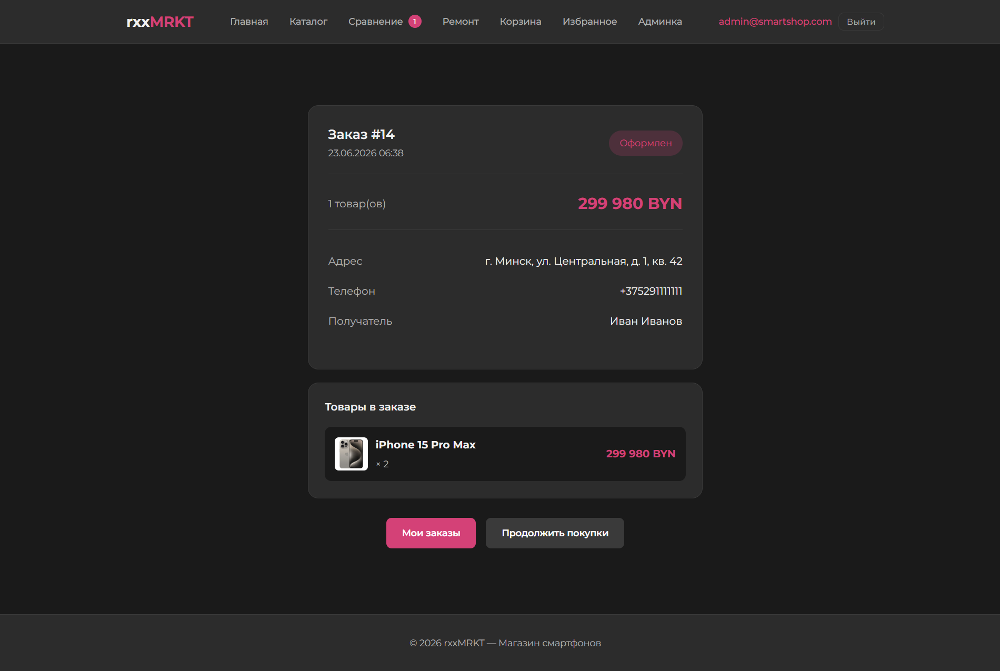 rxxMRKT
Главная Каталог Сравнение 1 Ремонт Корзина Избранное Админка admin@smartshop.com Выйти
Заказ #14
23.06.2026 06:38
Оформлен
1 товар(ов) 299 980 BYN
Адрес г. Минск, ул. Центральная, д. 1, кв. 42
Телефон +375291111111
Получатель Иван Иванов
Товары в заказе
iPhone 15 Pro Max
× 2
299 980 BYN
Мои заказы Продолжить покупки
© 2026 rxxMRKT — Магазин смартфонов